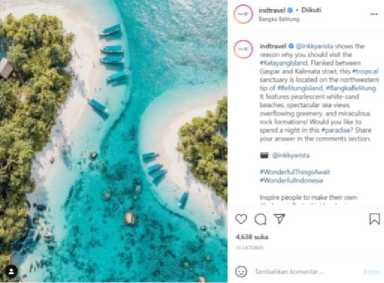 indtravel • Diikuti
Bangka Belitung
indtravel @inkkyarista shows the
reason why you should visit the
#KelayangIsland. Flanked between
Gaspar and Kalimata strait, this #tropical
sanctuary is located on the northwestern
tip of #BelitungIsland, #BangkaBelitung.
It features pearlescent white-sand
beaches, spectacular sea views,
overflowing greenery, and miraculous
rock formations! Would you like to
spend a night in this #paradise? Share
your answer in the comments section.
@inkkyarista
#WonderfulThingsAwait
#WonderfulIndonesia
Inspire people to make their own
4,638 suka
OKTOBER
Tambahkan komentar...